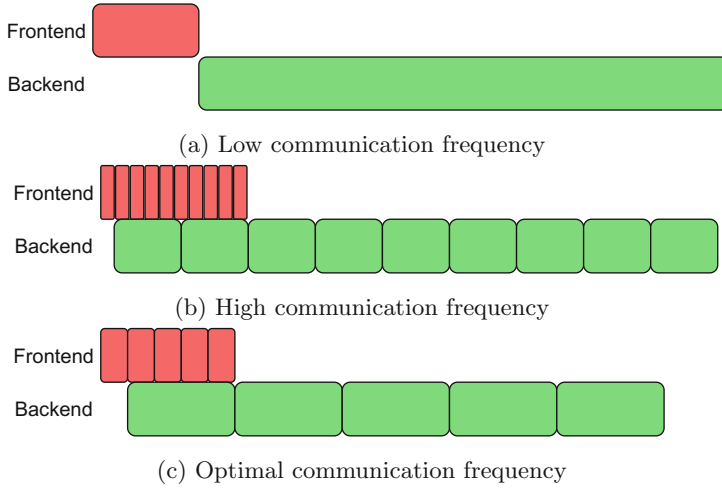 Frontend
Backend
(a) Low communication frequency
Frontend
Backend
(b) High communication frequency
Frontend
Backend
(c) Optimal communication frequency